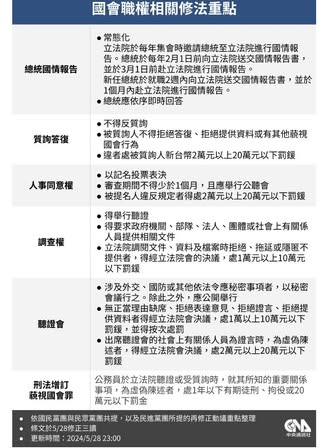 國會職權相關修法重點
總統國情報告
●常態化
立法院於每年集會時邀請總統至立法院進行國情報
告。總統於每年2月1日前向立法院送交國情報告書，
並於3月1日前赴立法院進行國情報告。
新任總統於就職2週內向立法院送交國情報告書，並於
1個月內赴立法院進行國情報告。
●總統應依序即時回答
質詢答復
●不得反質詢
●被質詢人不得拒絕答復、拒絕提供資料或有其他藐視
國會行為
●違者處被質詢人新台幣2萬元以上20萬元以下罰鍰
人事同意權
●以記名投票表決
●審查期間不得少於1個月，且應舉行公聽會
●被提名人違反規定者得處2萬元以上20萬元以下罰鍰
調查權
●得舉行聽證
●得要求政府機關、部隊、法人、團體或社會上有關係
人員提供相關文件
●立法院調閱文件、資料及檔案時拒絕、拖延或隱匿不
提供者，得經立法院會的決議，處1萬元以上10萬元
以下罰鍰
聽證會
●涉及外交、國防或其他依法令應秘密事項者，以秘密
會議行之。除此之外，應公開舉行
●無正當理由缺席、拒絕表達意見、拒絕證言、拒絕提
供資料者得經立法院會決議，處1萬以上10萬元以下
罰鍰，並得按次處罰
●出席聽證會的社會上有關係人員為證言時，為虛偽陳
述者，得經立法院會決議，處2萬元以上20萬元以下
罰鍰
刑法增訂
藐視國會罪
公務員於立法院聽證或受質詢時，就其所知的重要關係
事項，為虛偽陳述者，處1年以下有期徒刑、拘役或20
萬元以下罰金
●依國民黨團與民眾黨團共提，以及民進黨團所提的再修正動議重點整理
●條文於5/28修正三讀
●更新時間：2024/5/28 23:00
CNA
中央通訊社